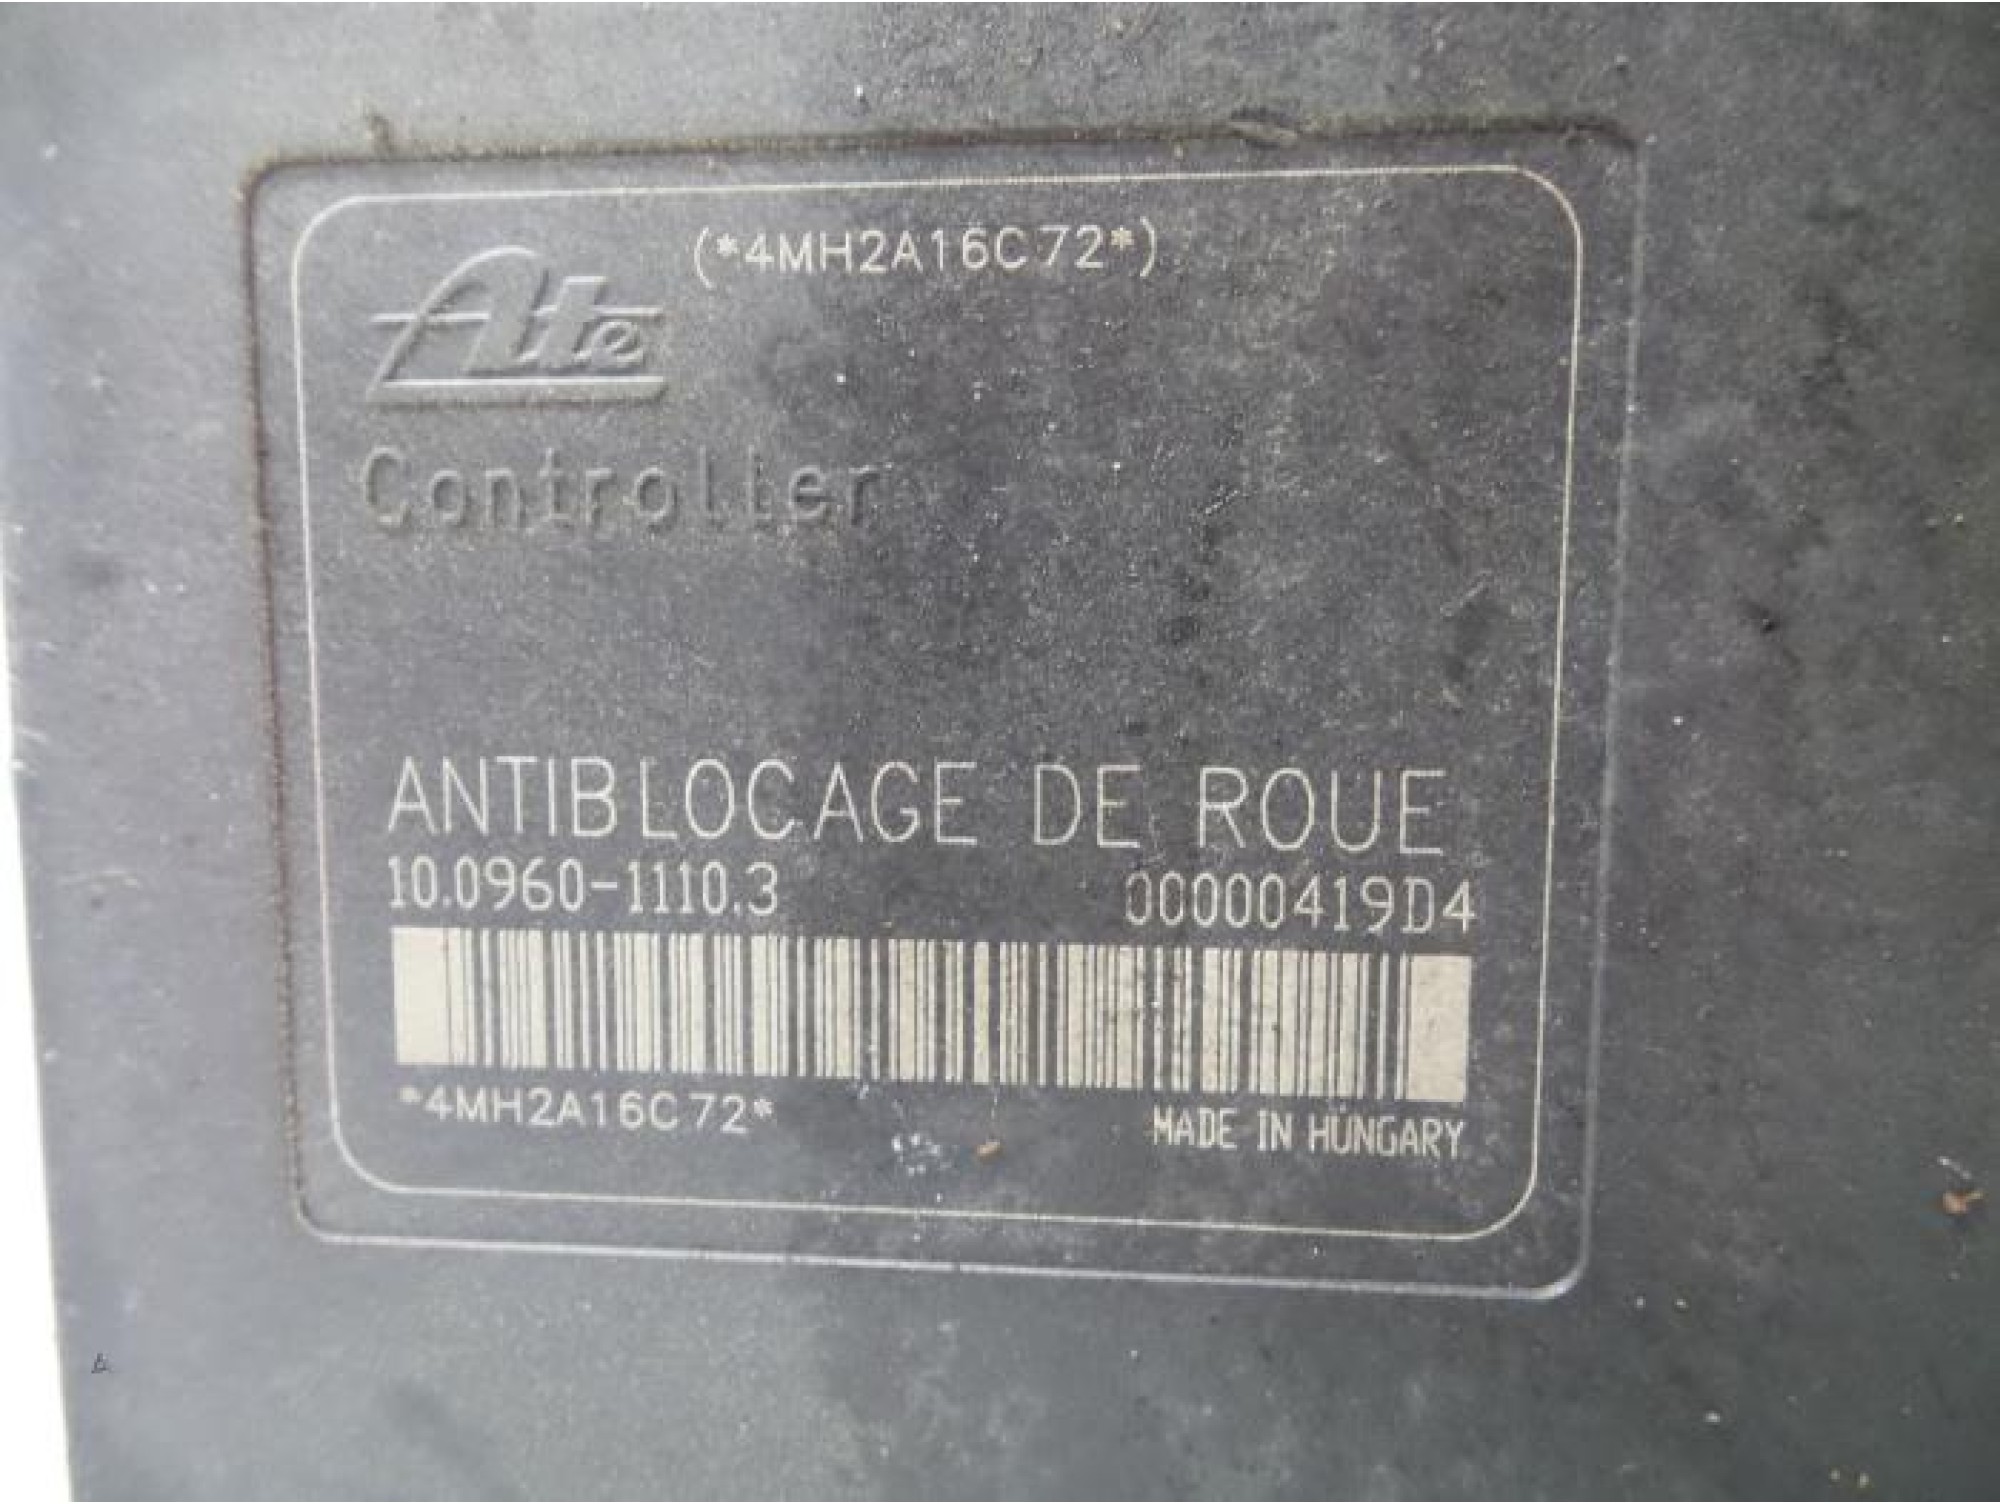 (*4MH2A16C72*)
Ate
Controller
ANTIBLOCAGE DE ROUE
10.0960-1110.3 00000419D4
*4MH2A16C72* MADE IN HUNGARY